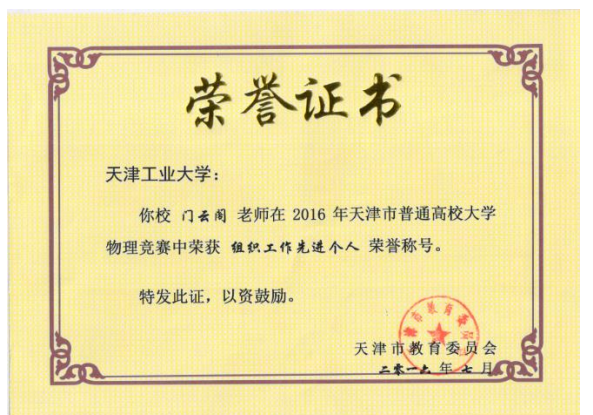 荣誉证书
天津工业大学：
你校 门云阁 老师在 2016 年天津市普通高校大学
物理竞赛中荣获 组织工作先进个人 荣誉称号。
特发此证，以资鼓励。
天津市教育委员会
二零一六 年 七 月